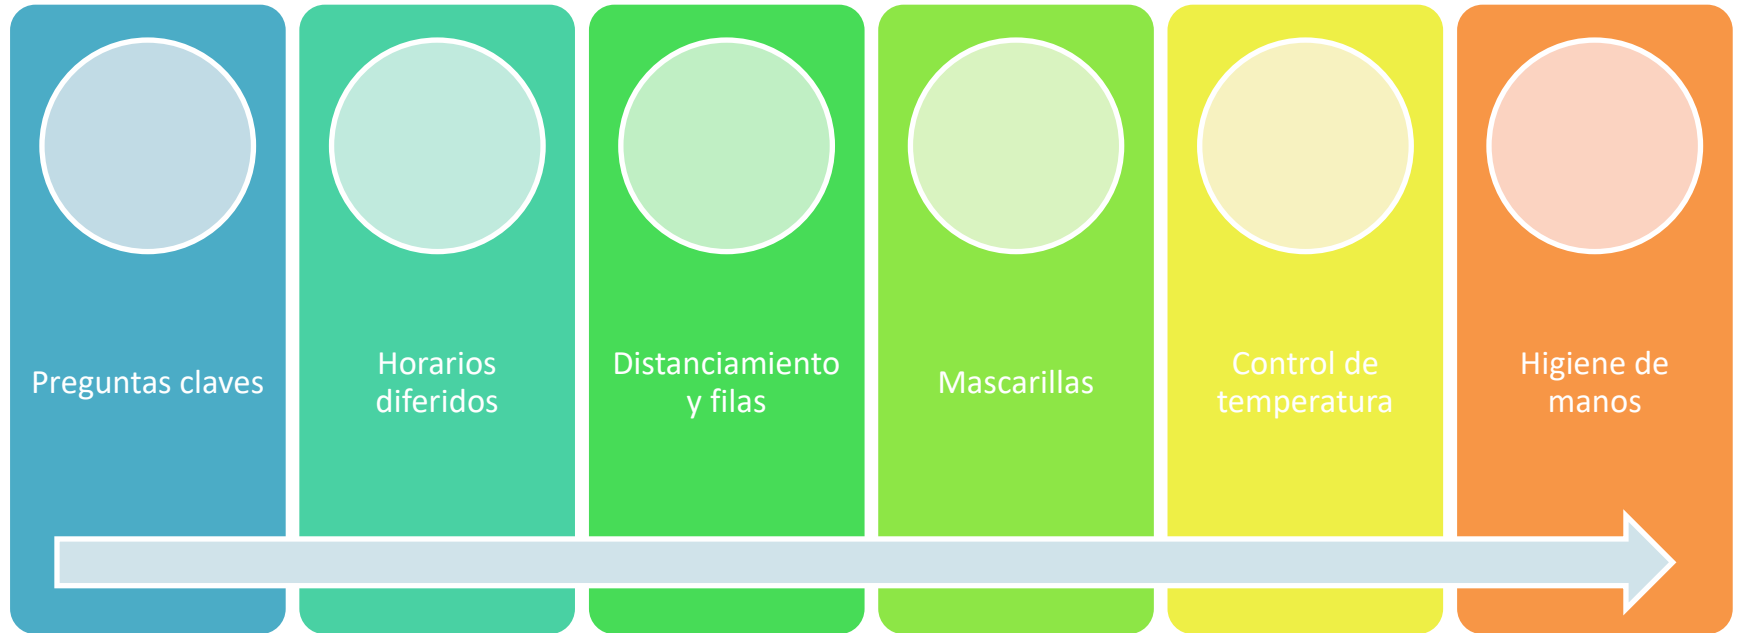 Preguntas claves
Horarios
diferidos
Distanciamiento
y filas
Mascarillas
Control de
temperatura
Higiene de
manos